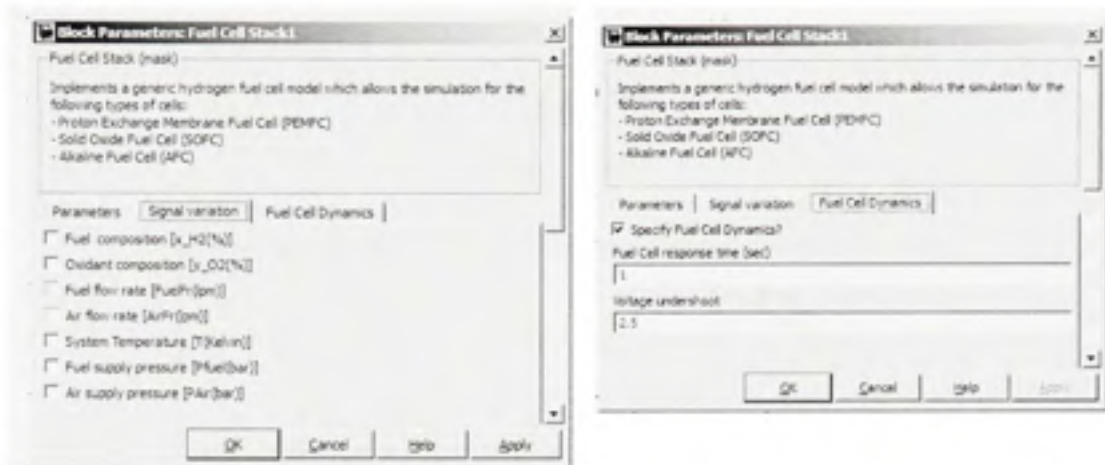 Block Parameters: Fuel Cell Stack1
Fuel Cell Stack (mask)
Implements a generic hydrogen fuel cell model which allows the simulation for the
following types of cells:
- Proton Exchange Membrane Fuel Cell (PEMFC)
- Solid Oxide Fuel Cell (SOFC)
- Alkaline Fuel Cell (AFC)
Parameters Signal variation Fuel Cell Dynamics
Fuel composition [x_H2(%)]
Oxidant composition [y_O2(%)]
Fuel flow rate [FuelFr(lpm)]
Air flow rate [AirFr(lpm)]
System Temperature [T(Kelvin)]
Fuel supply pressure [Pfuel(bar)]
Air supply pressure [PAir(bar)]
OK Cancel Help Apply
Block Parameters: Fuel Cell Stack1
Fuel Cell Stack (mask)
Implements a generic hydrogen fuel cell model which allows the simulation for the
following types of cells:
- Proton Exchange Membrane Fuel Cell (PEMFC)
- Solid Oxide Fuel Cell (SOFC)
- Alkaline Fuel Cell (AFC)
Parameters Signal variation Fuel Cell Dynamics
Specify Fuel Cell Dynamics?
Fuel Cell response time (sec)
1
Voltage undershoot
2.5
OK Cancel Help Apply